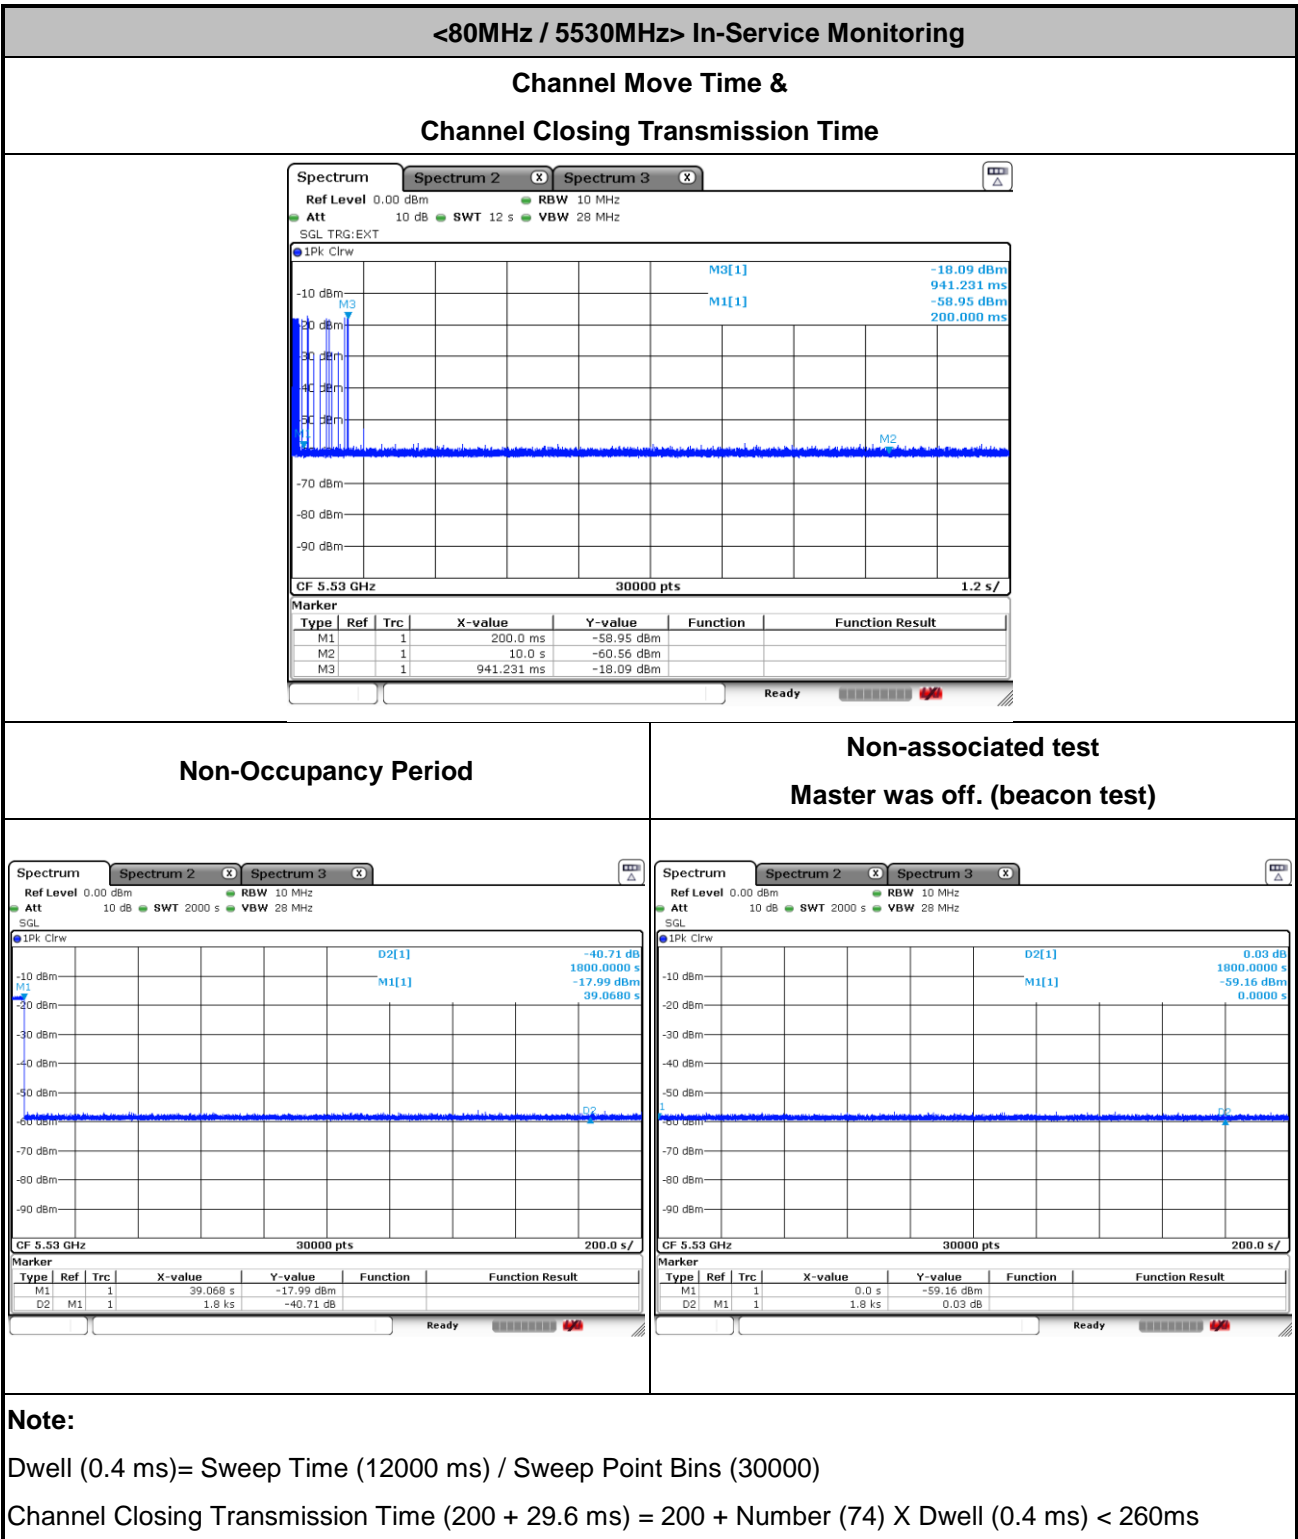 <80MHz / 5530MHz> In-Service Monitoring
Channel Move Time &
Channel Closing Transmission Time
Spectrum Spectrum 2 X Spectrum 3 X
Ref Level 0.00 dBm RBW 10 MHz
Att 10 dB SWT 12 s VBW 28 MHz
SGL TRG:EXT
1Pk Clrw
M3[1] -18.09 dBm
941.231 ms
-10 dBm
M1[1] -58.95 dBm
200.000 ms
M3
-20 dBm
-30 dBm
-40 dBm
-50 dBm
M2
-70 dBm
-80 dBm
-90 dBm
CF 5.53 GHz 30000 pts 1.2 s/
Marker
Type Ref Trc X-value Y-value Function Function Result
M1 1 200.0 ms -58.95 dBm
M2 1 10.0 s -60.56 dBm
M3 1 941.231 ms -18.09 dBm
Ready
Non-Occupancy Period
Non-associated test
Master was off. (beacon test)
Spectrum Spectrum 2 X Spectrum 3 X
Ref Level 0.00 dBm RBW 10 MHz
Att 10 dB SWT 2000 s VBW 28 MHz
SGL
1Pk Clrw
D2[1] -40.71 dB
1800.0000 s
-10 dBm
M1[1] -17.99 dBm
39.0680 s
M1
-20 dBm
-30 dBm
-40 dBm
-50 dBm
D2
-60 dBm
-70 dBm
-80 dBm
-90 dBm
CF 5.53 GHz 30000 pts 200.0 s/
Marker
Type Ref Trc X-value Y-value Function Function Result
M1 1 39.068 s -17.99 dBm
D2 M1 1 1.8 ks -40.71 dB
Ready
Spectrum Spectrum 2 X Spectrum 3 X
Ref Level 0.00 dBm RBW 10 MHz
Att 10 dB SWT 2000 s VBW 28 MHz
SGL
1Pk Clrw
D2[1] 0.03 dB
1800.0000 s
-10 dBm
M1[1] -59.16 dBm
0.0000 s
-20 dBm
-30 dBm
-40 dBm
-50 dBm
1
D2
-60 dBm
-70 dBm
-80 dBm
-90 dBm
CF 5.53 GHz 30000 pts 200.0 s/
Marker
Type Ref Trc X-value Y-value Function Function Result
M1 1 0.0 s -59.16 dBm
D2 M1 1 1.8 ks 0.03 dB
Ready
Note:
Dwell (0.4 ms)= Sweep Time (12000 ms) / Sweep Point Bins (30000)
Channel Closing Transmission Time (200 + 29.6 ms) = 200 + Number (74) X Dwell (0.4 ms) < 260ms